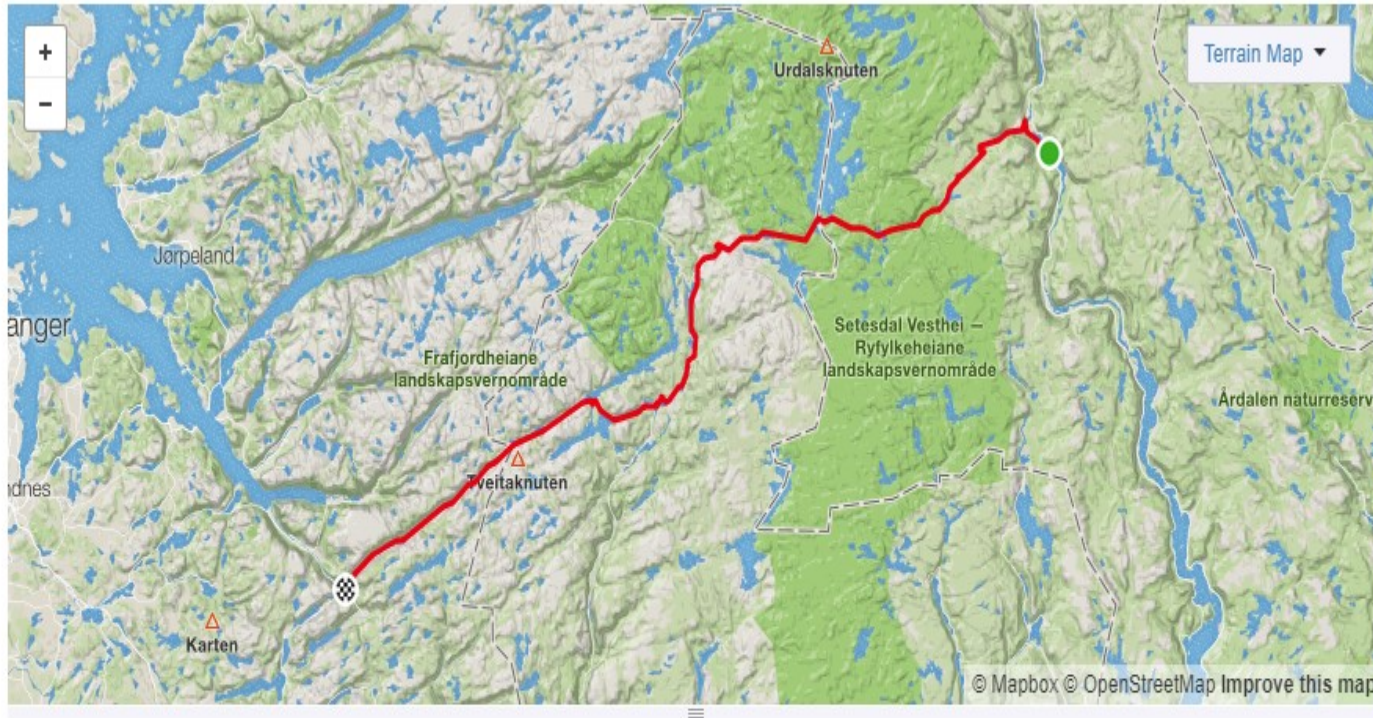 +
Terrain Map
−
Urdalsknuten
Jørpeland
anger
Setesdal Vesthei –
Ryfylkeheiane
landskapsvernområde
Frafjordheiane
landskapsvernområde
Årdalen naturreserv
Tveitaknuten
ndnes
Karten
© Mapbox © OpenStreetMap Improve this map